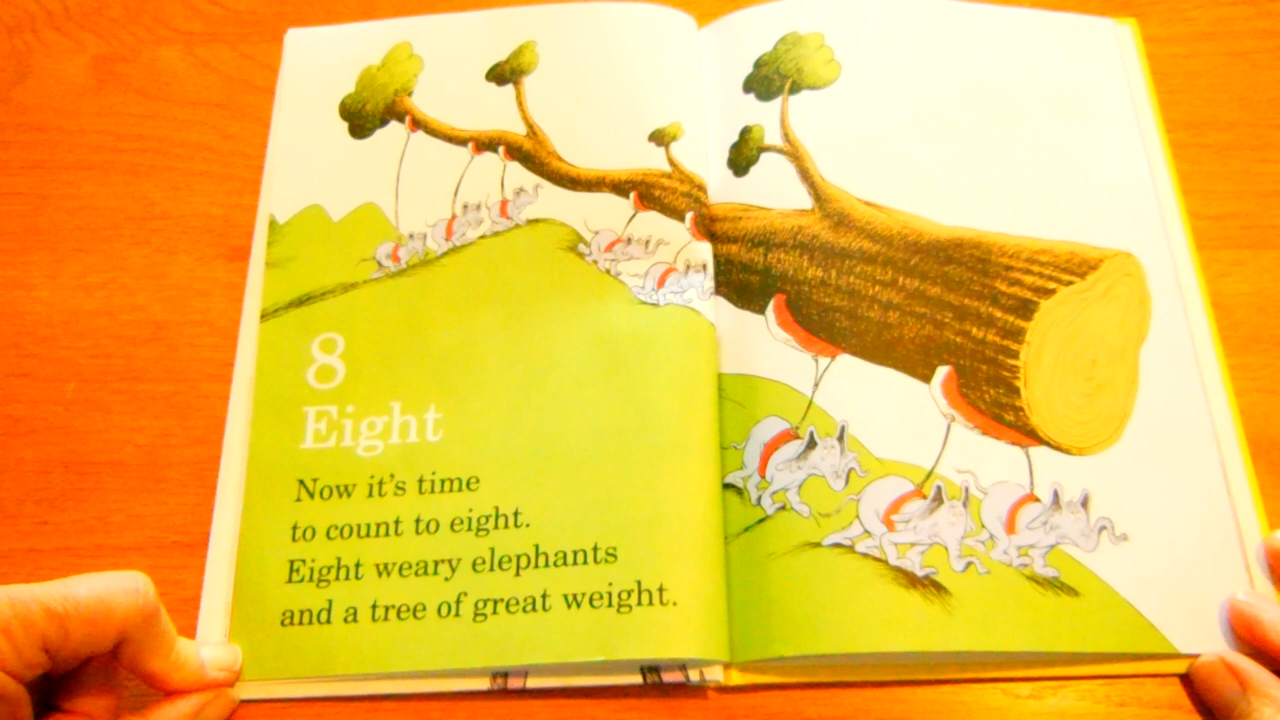 8
Eight
Now it's time
to count to eight.
Eight weary elephants
and a tree of great weight.